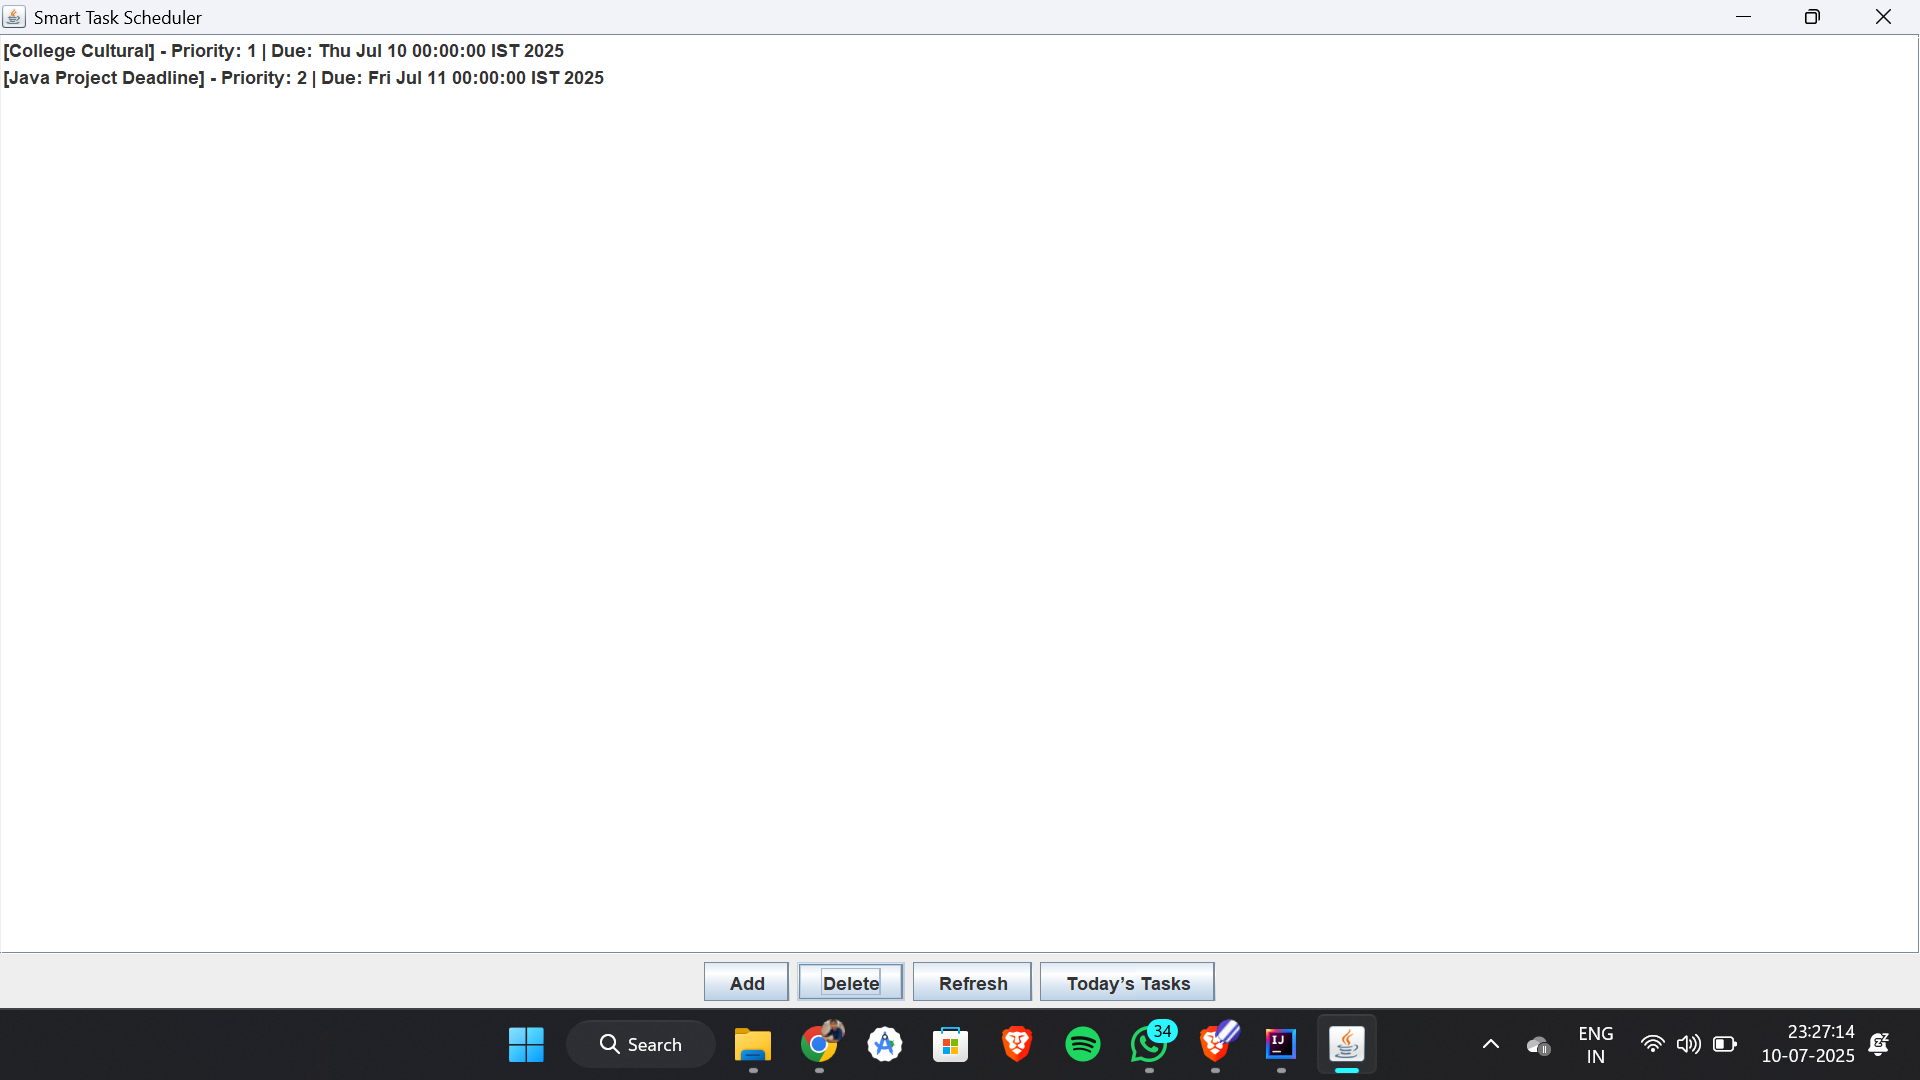 Smart Task Scheduler
[College Cultural] - Priority: 1 | Due: Thu Jul 10 00:00:00 IST 2025
[Java Project Deadline] - Priority: 2 | Due: Fri Jul 11 00:00:00 IST 2025
Add Delete Refresh Today’s Tasks
Search
34
IJ
ENG
IN
23:27:14
10-07-2025